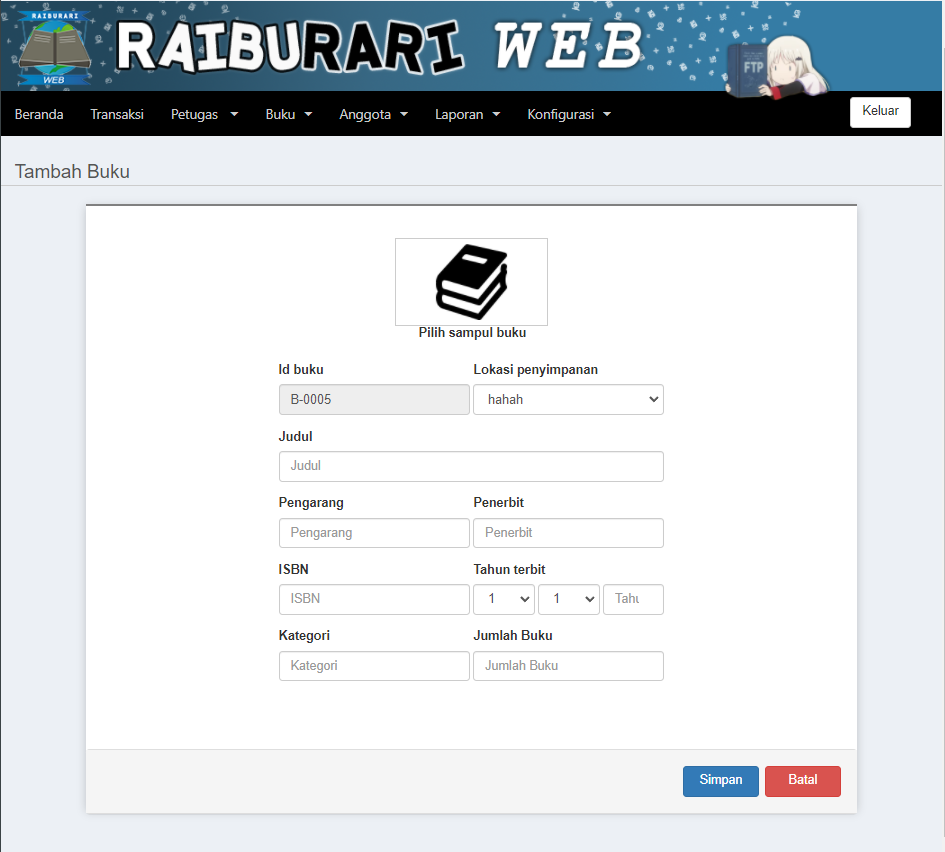 RAIBURARI
WEB
RAIBURARI WEB
FTP
Beranda Transaksi Petugas Buku Anggota Laporan Konfigurasi Keluar
Tambah Buku
Pilih sampul buku
Id buku Lokasi penyimpanan
B-0005 hahah
Judul
Judul
Pengarang Penerbit
Pengarang Penerbit
ISBN Tahun terbit
ISBN 1 1 Tahu
Kategori Jumlah Buku
Kategori Jumlah Buku
Simpan Batal